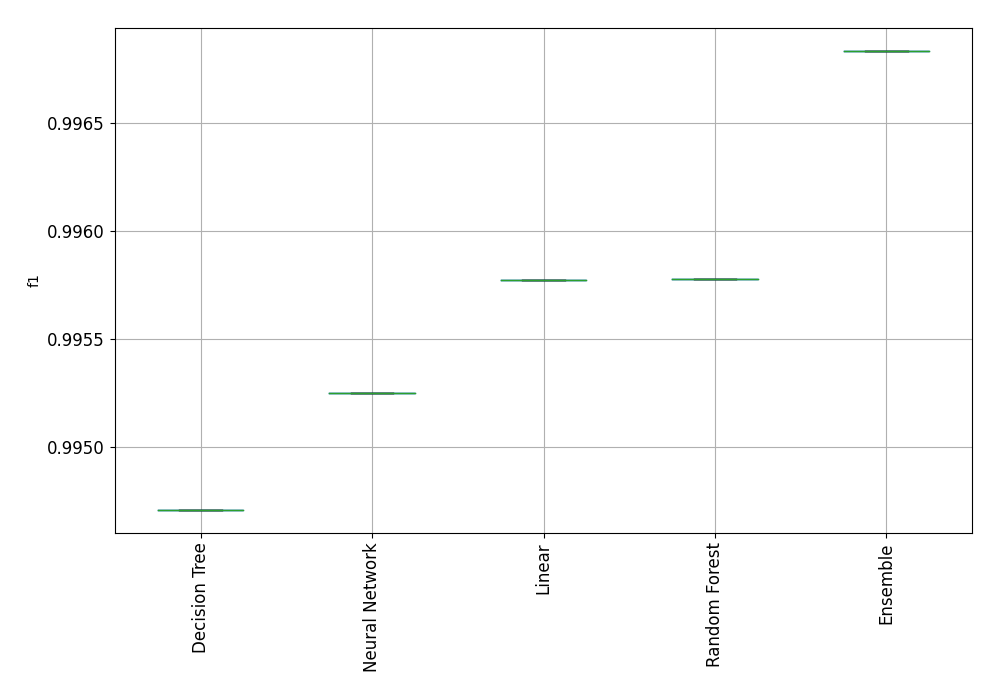 0.9965
0.9960
0.9955
0.9950
f1
Decision Tree
Neural Network
Linear
Random Forest
Ensemble